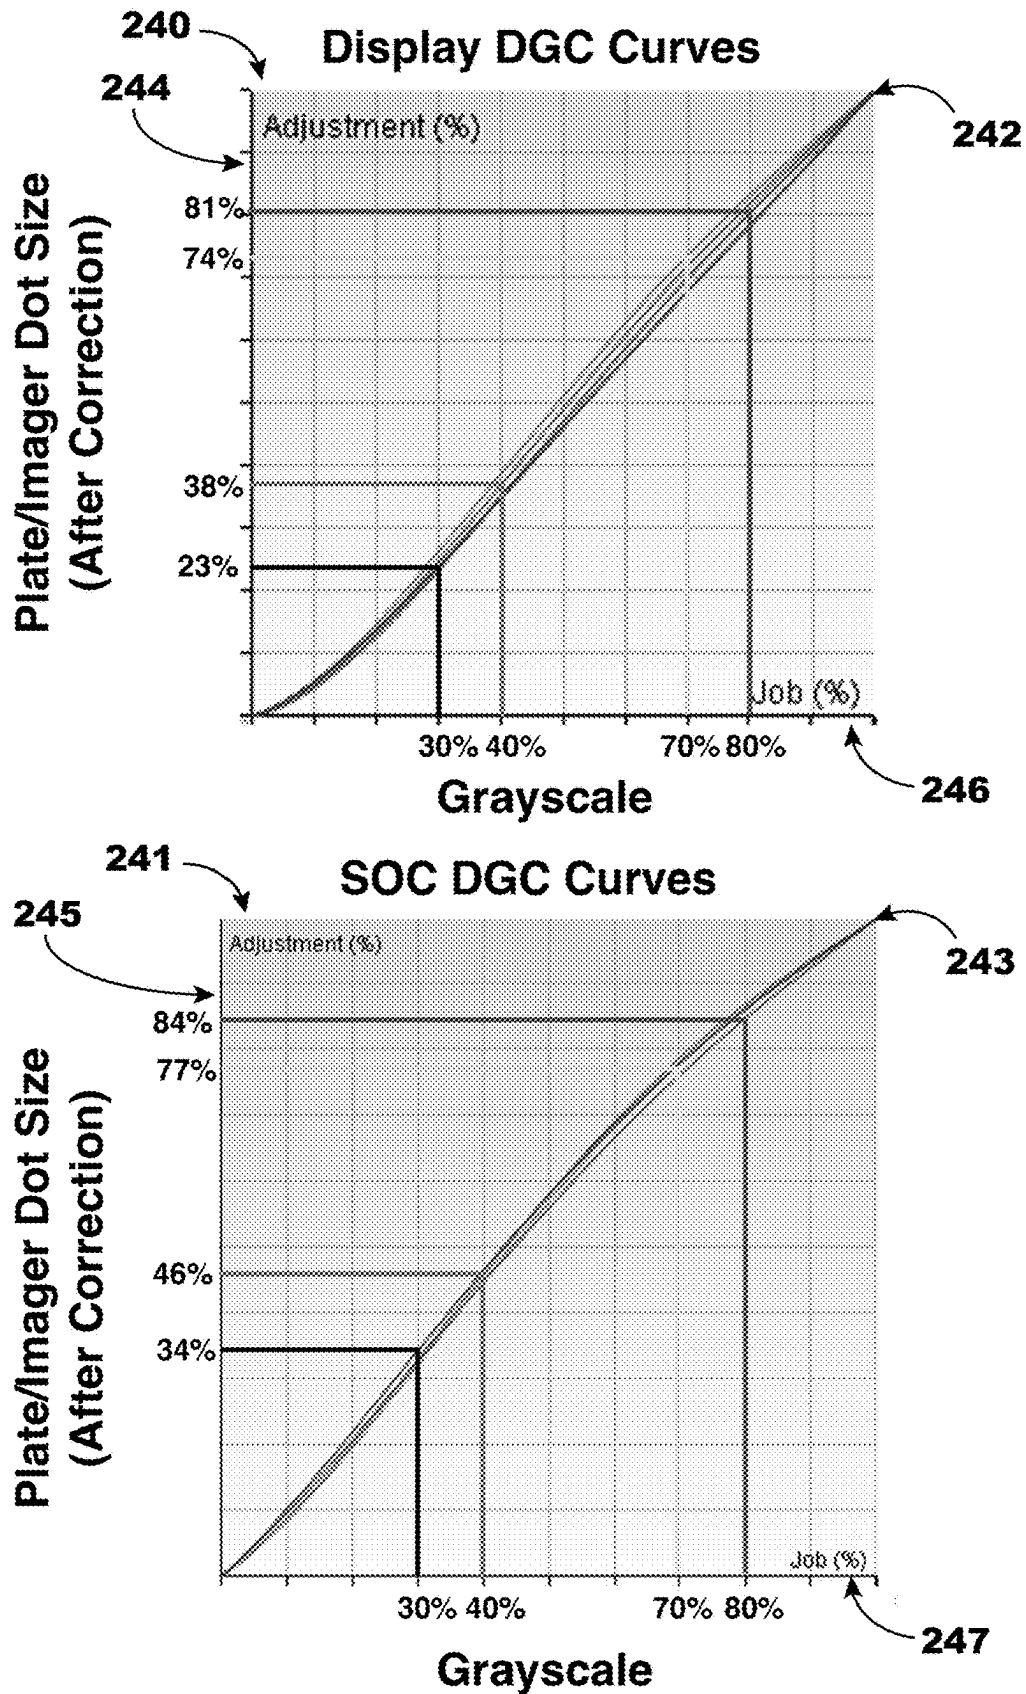 240
Display DGC Curves
244
242
Adjustment (%)
Plate/Imager Dot Size
(After Correction)
81%
74%
38%
23%
Job (%)
30% 40% 70% 80%
246
Grayscale
241
SOC DGC Curves
245
243
Adjustment (%)
Plate/Imager Dot Size
(After Correction)
84%
77%
46%
34%
Job (%)
30% 40% 70% 80%
247
Grayscale